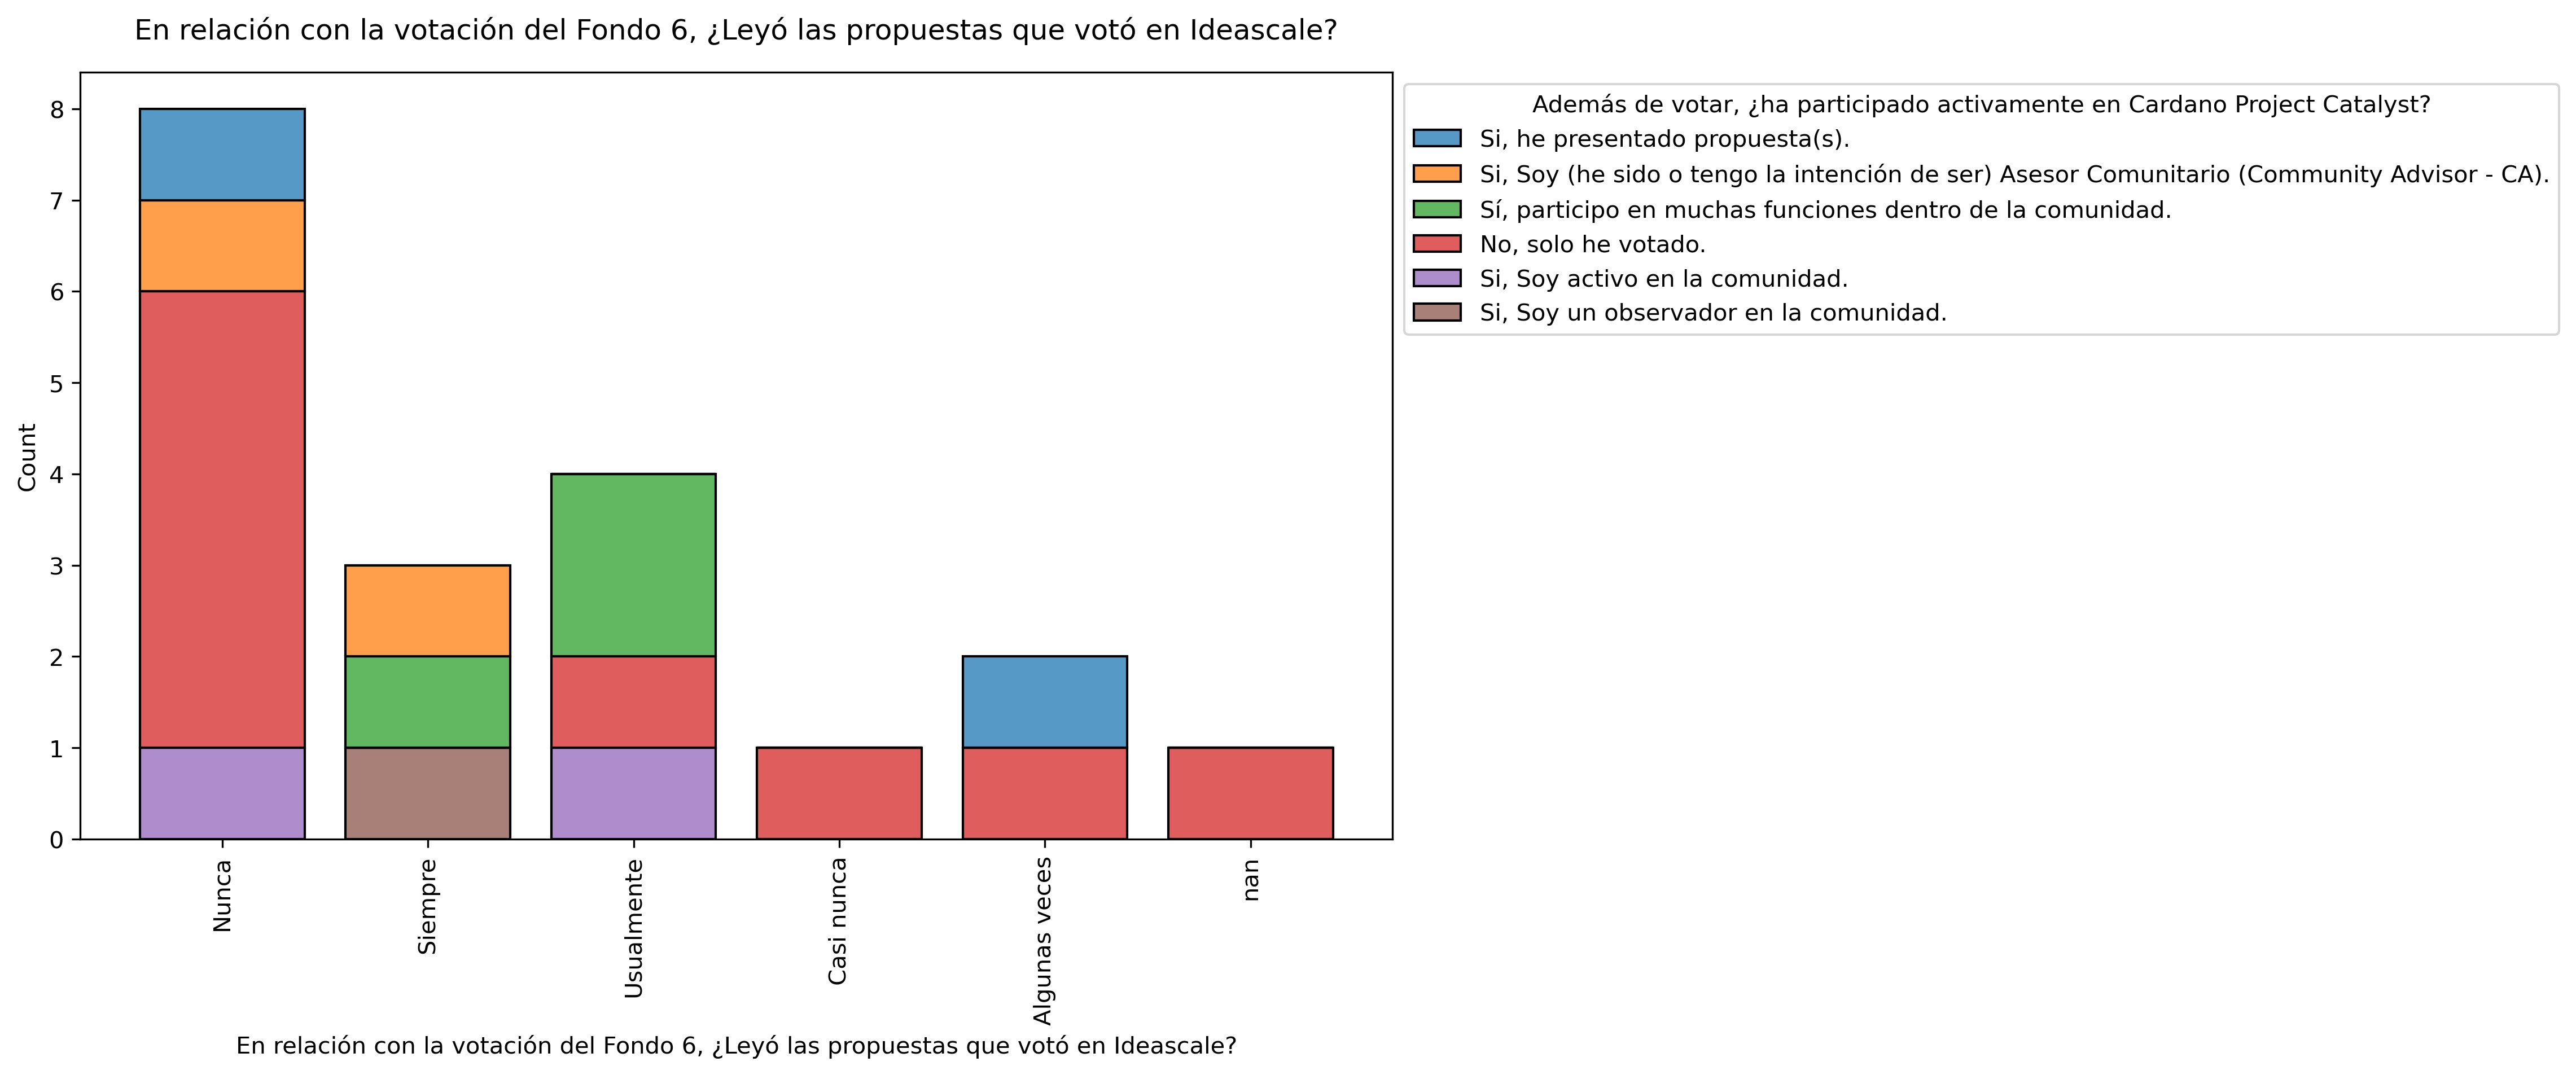 En relación con la votación del Fondo 6, ¿Leyó las propuestas que votó en Ideascale?
Además de votar, ¿ha participado activamente en Cardano Project Catalyst?
Si, he presentado propuesta(s).
Si, Soy (he sido o tengo la intención de ser) Asesor Comunitario (Community Advisor - CA).
Sí, participo en muchas funciones dentro de la comunidad.
No, solo he votado.
Si, Soy activo en la comunidad.
Si, Soy un observador en la comunidad.
Count
8
7
6
5
4
3
2
1
0
Nunca
Siempre
Usualmente
Casi nunca
Algunas veces
nan
En relación con la votación del Fondo 6, ¿Leyó las propuestas que votó en Ideascale?